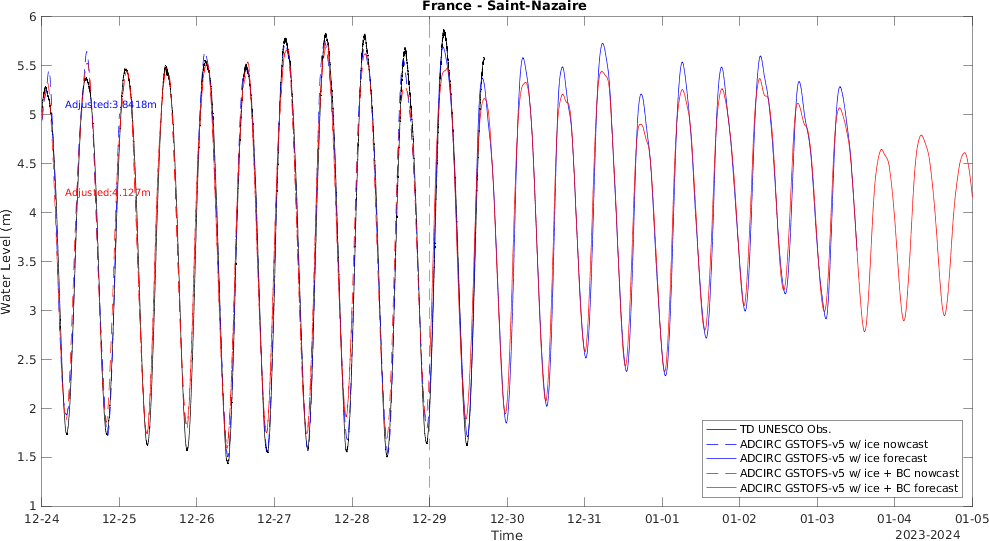 France - Saint-Nazaire
6
5.5
5
4.5
4
3.5
3
2.5
2
1.5
1
Water Level (m)
Adjusted:3.8418m
Adjusted:4.127m
TD UNESCO Obs.
ADCIRC GSTOFS-v5 w/ ice nowcast
ADCIRC GSTOFS-v5 w/ ice forecast
ADCIRC GSTOFS-v5 w/ ice + BC nowcast
ADCIRC GSTOFS-v5 w/ ice + BC forecast
12-24 12-25 12-26 12-27 12-28 12-29 12-30 12-31 01-01 01-02 01-03 01-04 01-05
Time
2023-2024